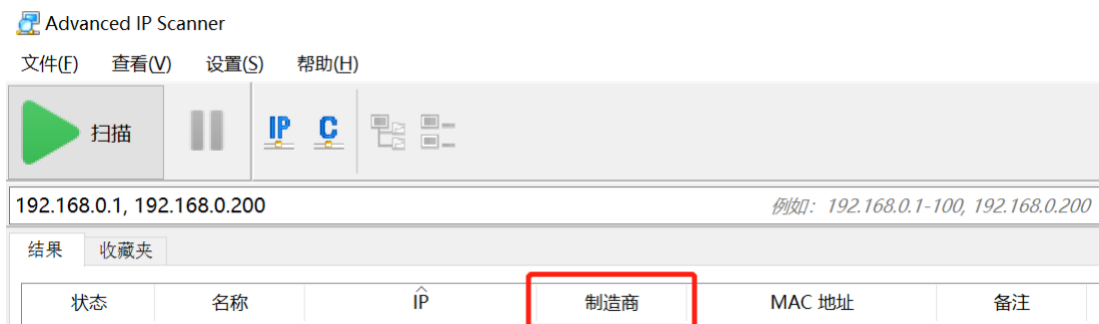 Advanced IP Scanner
文件(F) 查看(V) 设置(S) 帮助(H)
扫描 IP C
192.168.0.1, 192.168.0.200 例如：192.168.0.1-100, 192.168.0.200
结果 收藏夹
状态 名称 IP 制造商 MAC 地址 备注